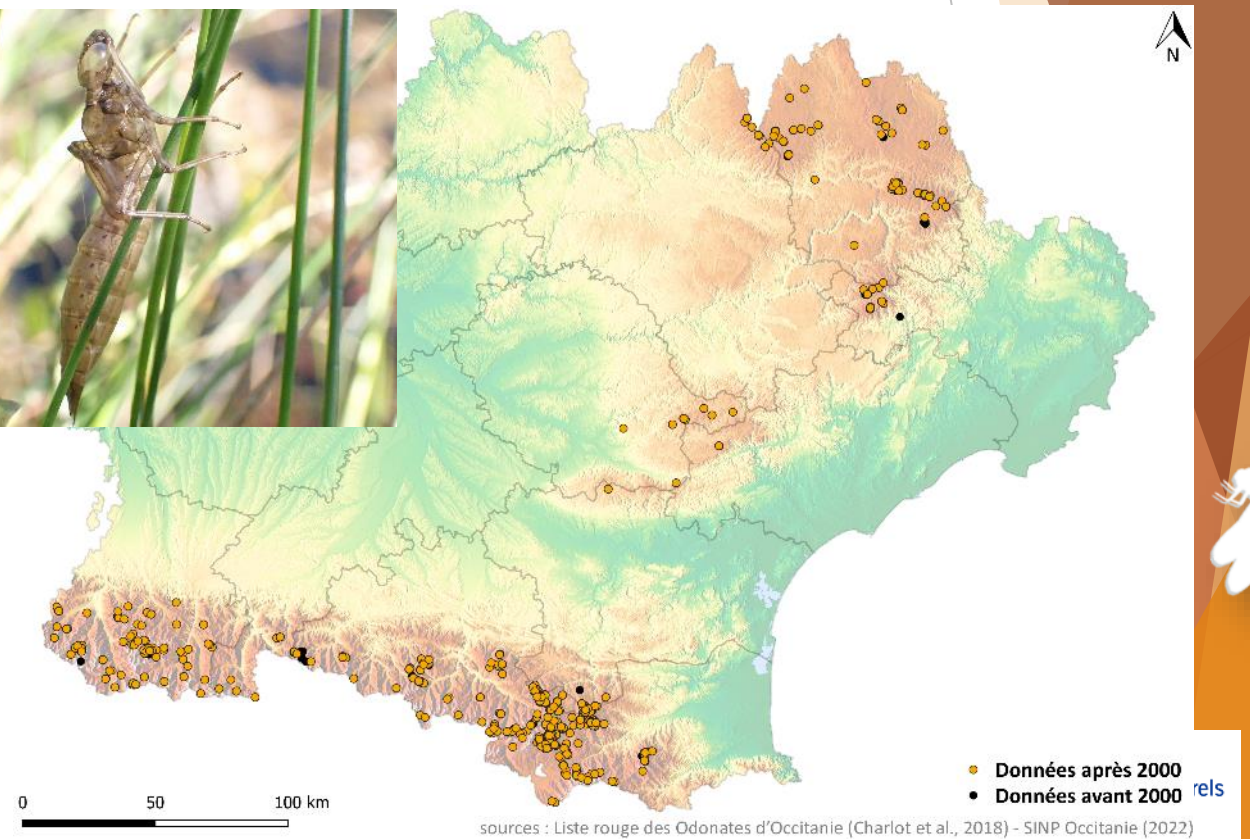 N
Données après 2000
Données avant 2000
rels
0 50 100 km
sources : Liste rouge des Odonates d'Occitanie (Charlot et al., 2018) - SINP Occitanie (2022)